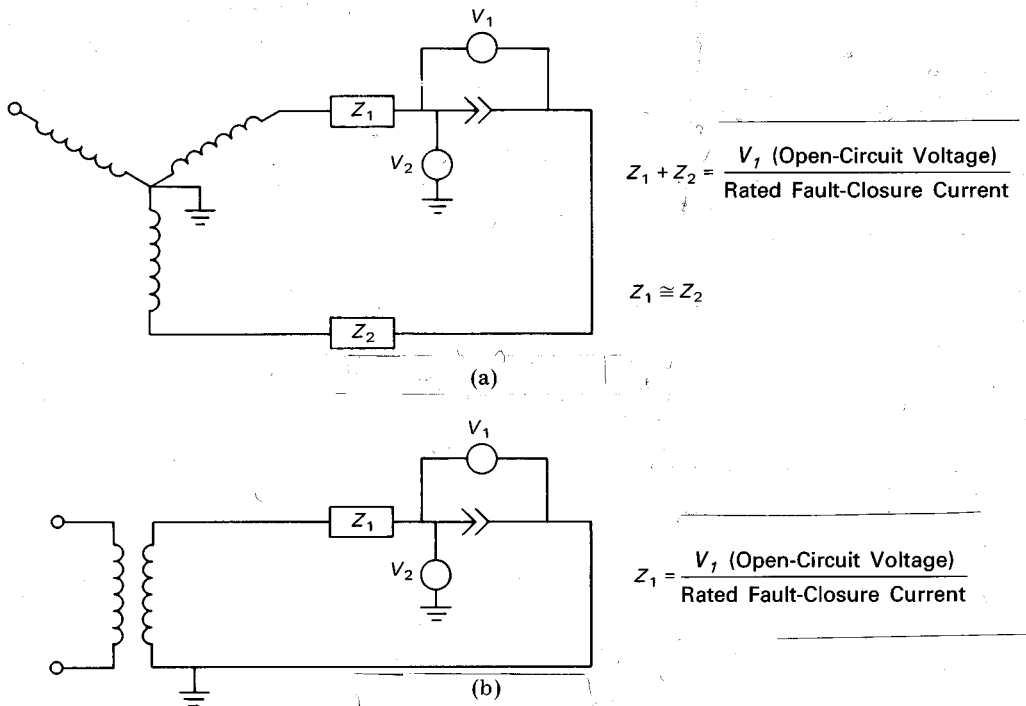 V₁
Z₁
V₂
Z₁ + Z₂ = V₁ (Open-Circuit Voltage)
Rated Fault-Closure Current
Z₁ ≅ Z₂
Z₂
(a)
V₁
Z₁
V₂
Z₁ = V₁ (Open-Circuit Voltage)
Rated Fault-Closure Current
(b)